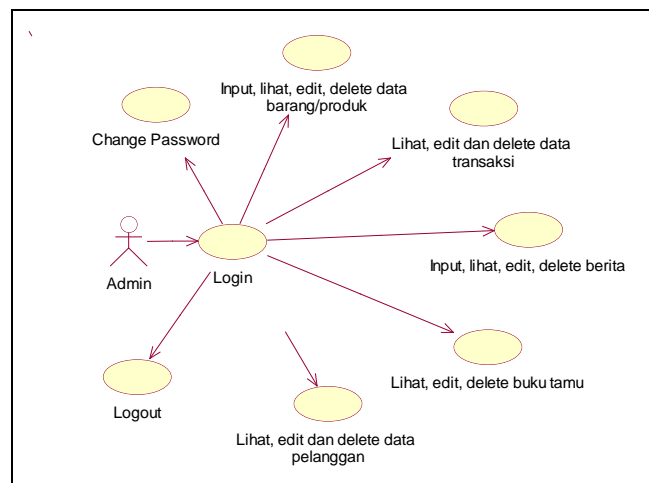 Input, lihat, edit, delete data
barang/produk
Change Password
Lihat, edit dan delete data
transaksi
Input, lihat, edit, delete berita
Admin
Login
Lihat, edit, delete buku tamu
Logout
Lihat, edit dan delete data
pelanggan